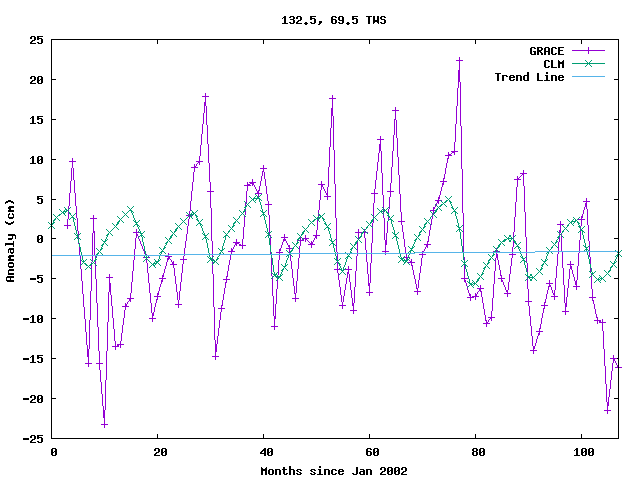 132.5, 69.5 TWS
GRACE
CLM
Trend Line
25
20
15
10
5
0
-5
-10
-15
-20
-25
Anomaly (cm)
0 20 40 60 80 100
Months since Jan 2002